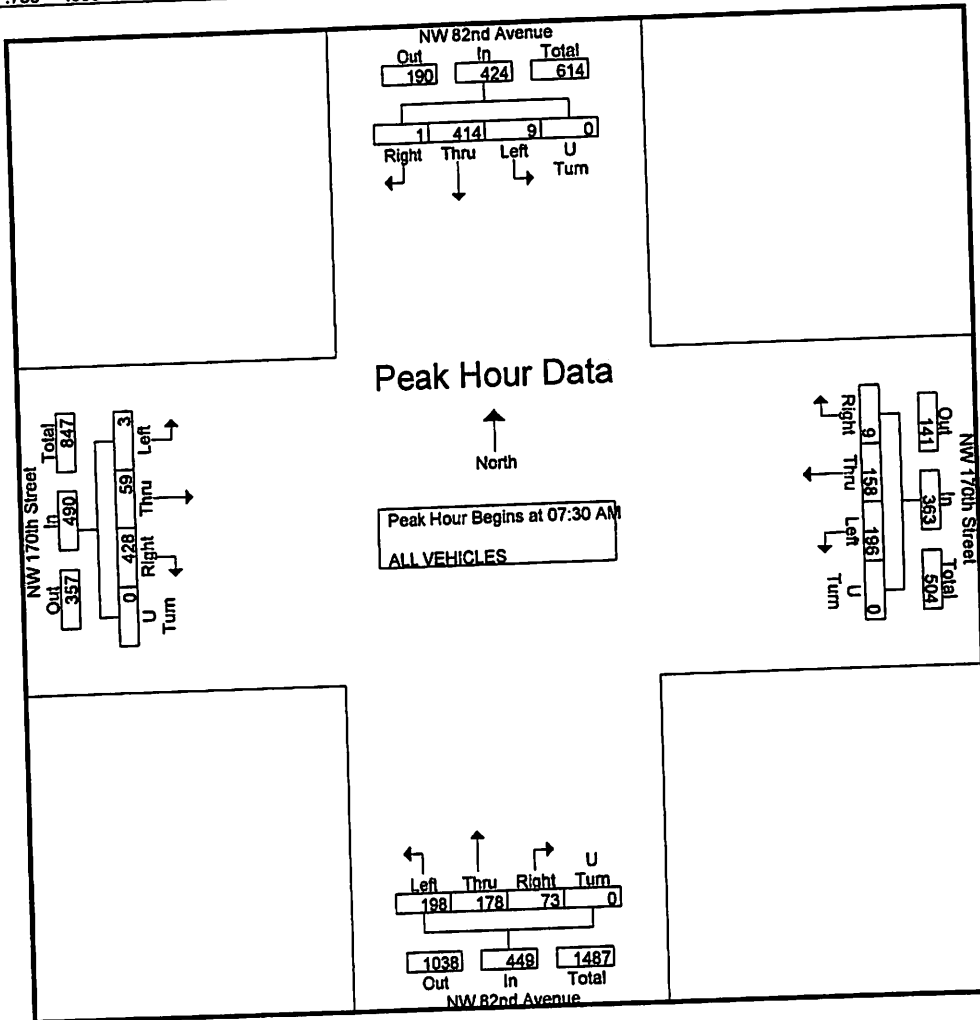 NW 82nd Avenue
Out In Total
190 424 614
1 414 9 0
Right Thru Left U Turn
Peak Hour Data
North
Peak Hour Begins at 07:30 AM
ALL VEHICLES
NW 170th Street
Total In Out
847 490 357
3 59 428 0
Left Thru Right U Turn
Right Thru Left U Turn
9 158 196 0
Out In Total
141 363 504
NW 170th Street
Left Thru Right U Turn
198 178 73 0
1038 449 1487
Out In Total
NW 82nd Avenue